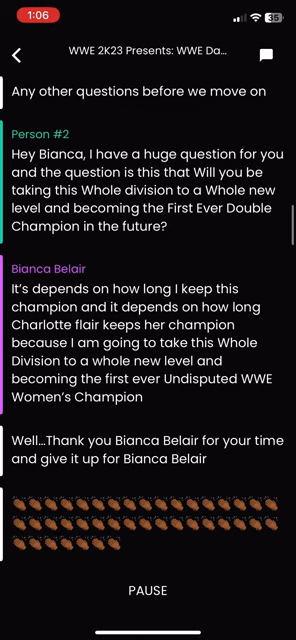 1:06
35
WWE 2K23 Presents: WWE Da...
Any other questions before we move on
Person #2
Hey Bianca, I have a huge question for you
and the question is this that Will you be
taking this Whole division to a Whole new
level and becoming the First Ever Double
Champion in the future?
Bianca Belair
It’s depends on how long I keep this
champion and it depends on how long
Charlotte flair keeps her champion
because I am going to take this Whole
Division to a whole new level and
becoming the first ever Undisputed WWE
Women’s Champion
Well…Thank you Bianca Belair for your time
and give it up for Bianca Belair
PAUSE